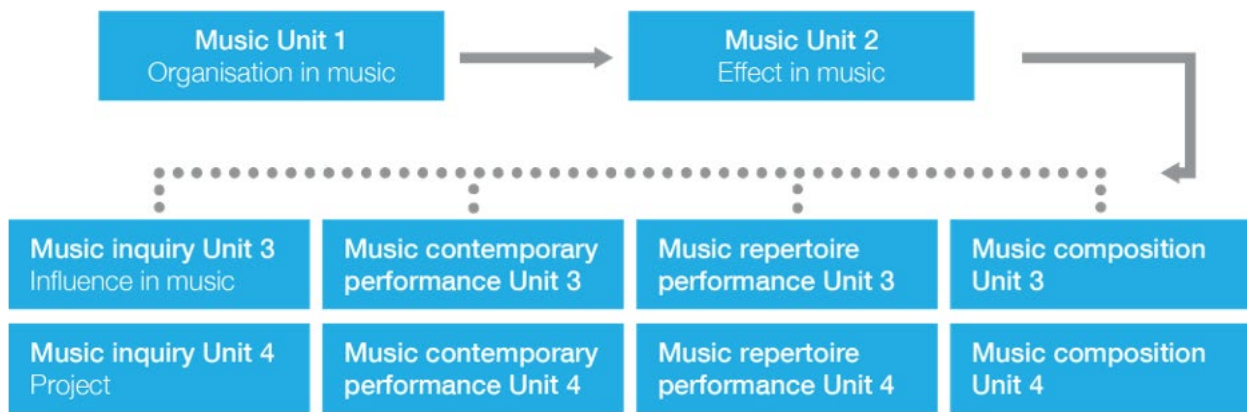 Music Unit 1
Organisation in music
Music Unit 2
Effect in music
Music inquiry Unit 3
Influence in music
Music contemporary
performance Unit 3
Music repertoire
performance Unit 3
Music composition
Unit 3
Music inquiry Unit 4
Project
Music contemporary
performance Unit 4
Music repertoire
performance Unit 4
Music composition
Unit 4